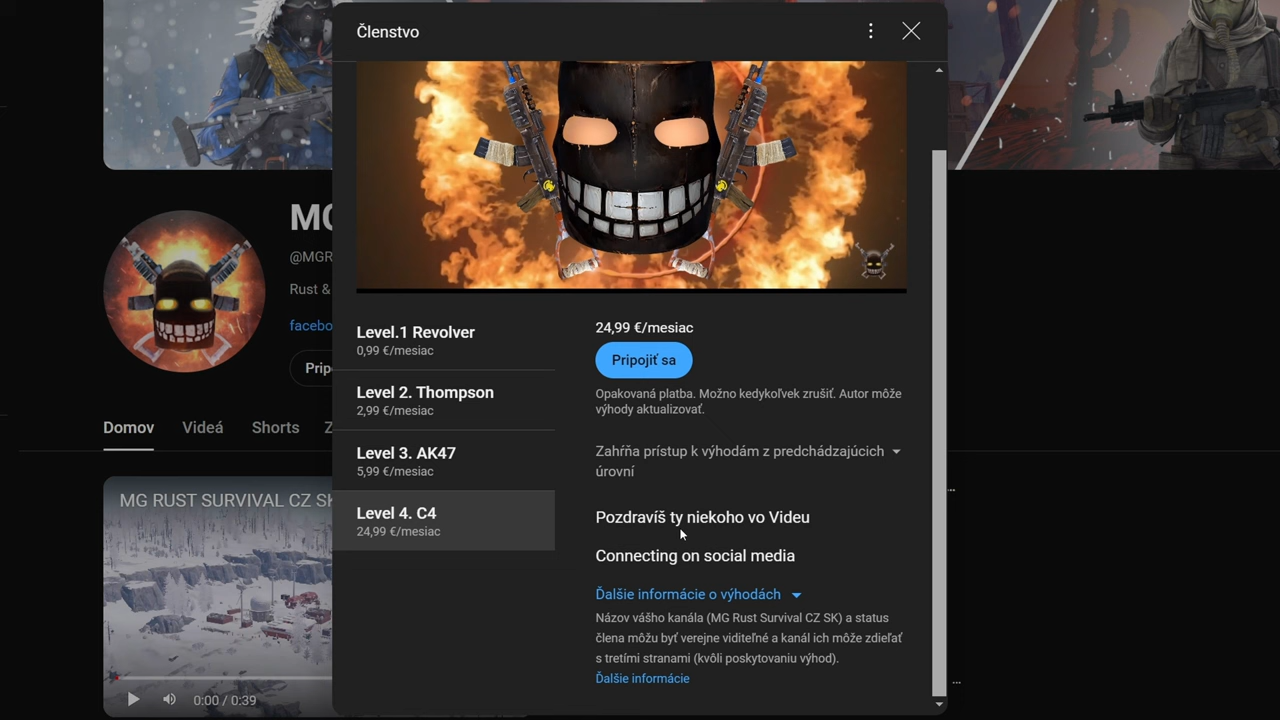 Členstvo
MG
@MGR
Rust &
facebo
Prip
Domov
Videá
Shorts
Z
MG RUST SURVIVAL CZ SK
0:00 / 0:39
Level.1 Revolver
0,99 €/mesiac
Level 2. Thompson
2,99 €/mesiac
Level 3. AK47
5,99 €/mesiac
Level 4. C4
24,99 €/mesiac
24,99 €/mesiac
Pripojiť sa
Opakovaná platba. Možno kedykoľvek zrušiť. Autor môže
výhody aktualizovať.
Zahŕňa prístup k výhodám z predchádzajúcich
úrovní
Pozdravíš ty niekoho vo Videu
Connecting on social media
Ďalšie informácie o výhodách
Názov vášho kanála (MG Rust Survival CZ SK) a status
člena môžu byť verejne viditeľné a kanál ich môže zdieľať
s tretími stranami (kvôli poskytovaniu výhod).
Ďalšie informácie